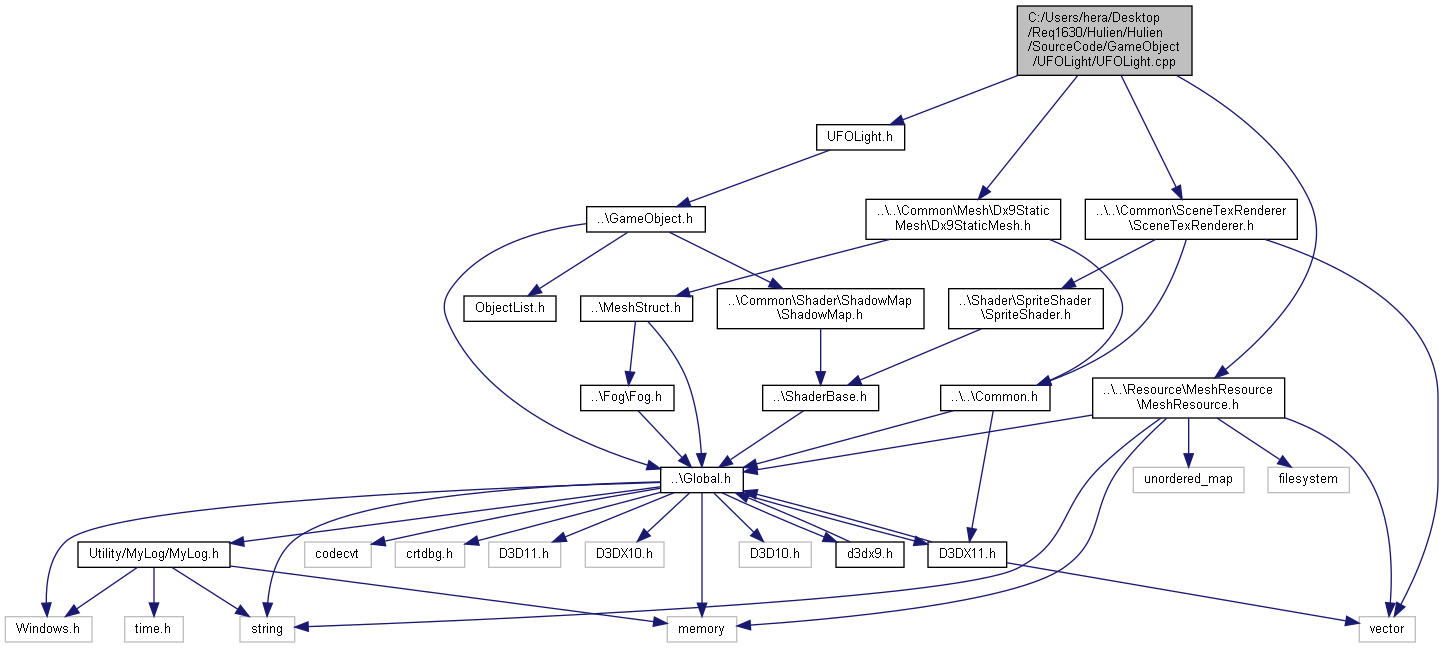 C:/Users/hera/Desktop
/Req1630/Hulien/Hulien
/SourceCode/GameObject
/UFOLight/UFOLight.cpp
UFOLight.h
..\GameObject.h
..\..\Common\Mesh\Dx9Static
Mesh\Dx9StaticMesh.h
..\..\Common\SceneTexRenderer
\SceneTexRenderer.h
ObjectList.h
..\MeshStruct.h
..\Common\Shader\ShadowMap
\ShadowMap.h
..\Shader\SpriteShader
\SpriteShader.h
..\Fog\Fog.h
..\ShaderBase.h
..\..\Common.h
..\..\Resource\MeshResource
\MeshResource.h
..\Global.h
unordered_map
filesystem
Utility/MyLog/MyLog.h
codecvt
crtdbg.h
D3D11.h
D3DX10.h
D3D10.h
d3dx9.h
D3DX11.h
Windows.h
time.h
string
memory
vector